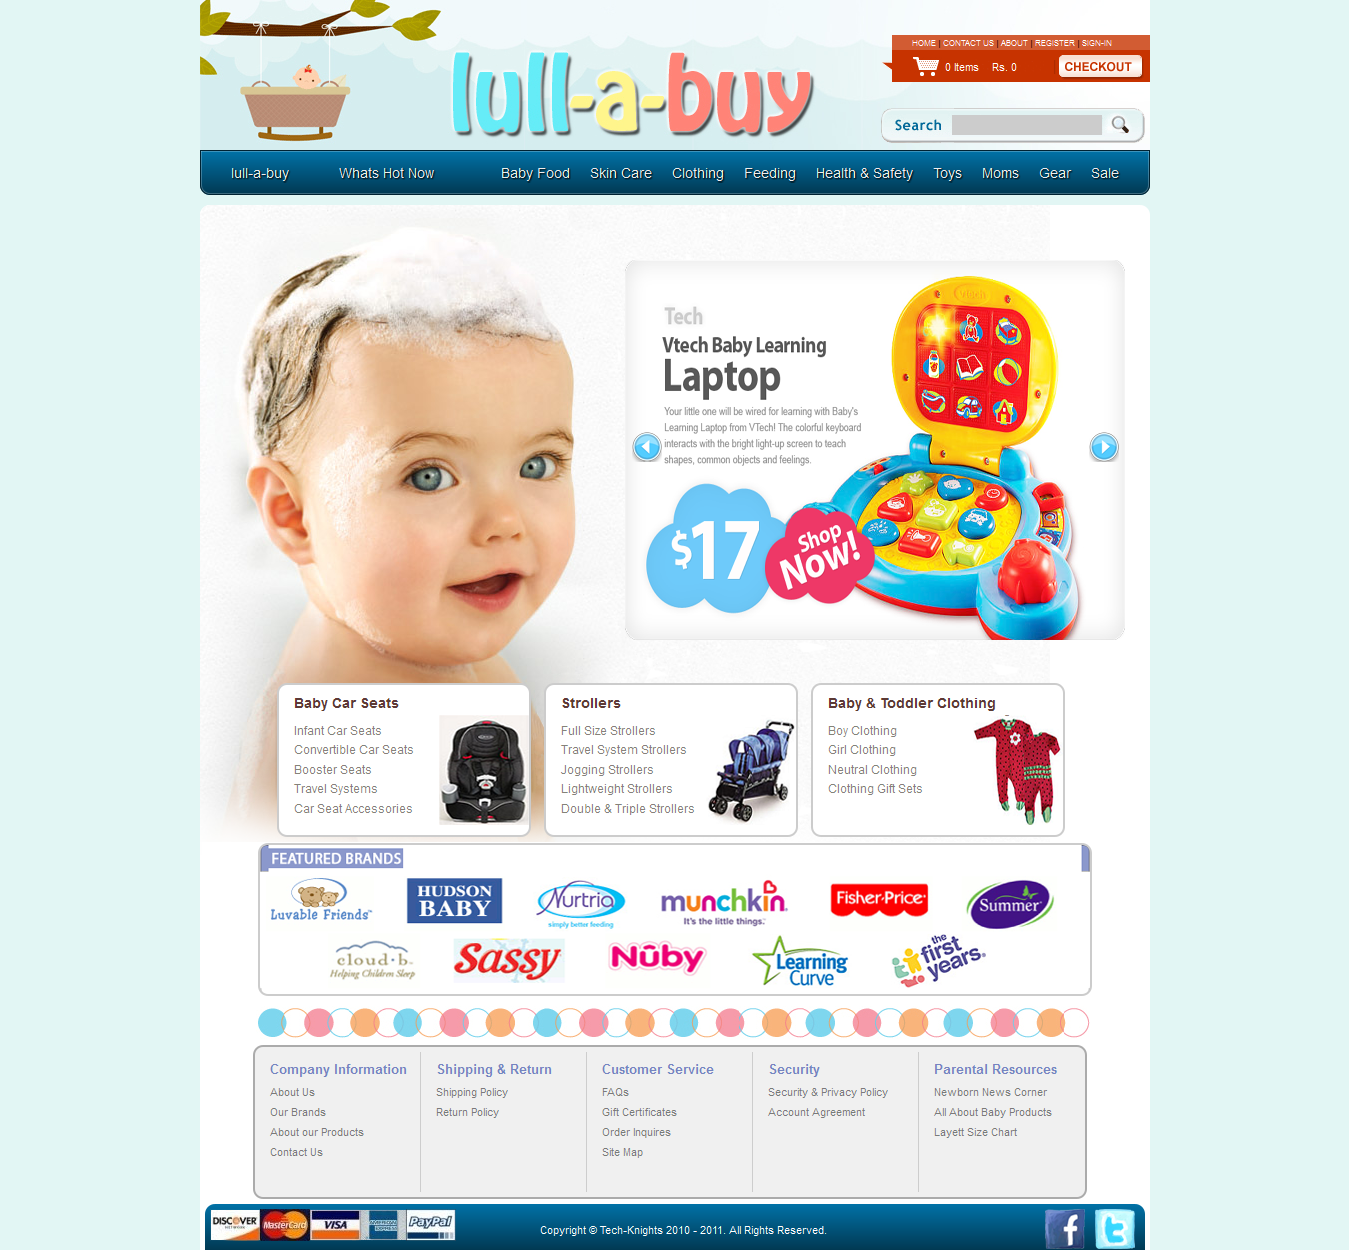 lull-a-buy
HOME | CONTACT US | ABOUT | REGISTER | SIGN-IN
0 Items Rs. 0 CHECKOUT
Search
lull-a-buy Whats Hot Now Baby Food Skin Care Clothing Feeding Health & Safety Toys Moms Gear Sale
vtech
Tech
Vtech Baby Learning
Laptop
Your little one will be wired for learning with Baby's
Learning Laptop from VTech! The colorful keyboard
interacts with the bright light-up screen to teach
shapes, common objects and feelings.
$17
Shop
Now!
Baby Car Seats
Infant Car Seats
Convertible Car Seats
Booster Seats
Travel Systems
Car Seat Accessories
Strollers
Full Size Strollers
Travel System Strollers
Jogging Strollers
Lightweight Strollers
Double & Triple Strollers
Baby & Toddler Clothing
Boy Clothing
Girl Clothing
Neutral Clothing
Clothing Gift Sets
FEATURED BRANDS
Luvable Friends™
HUDSON
BABY
Nurtria
simply better feeding
munchkin
It's the little things.
Fisher-Price
Summer
cloud·b
Helping Children Sleep
Sassy
Nûby
Learning
Curve
the
first
years
Company Information
About Us
Our Brands
About our Products
Contact Us
Shipping & Return
Shipping Policy
Return Policy
Customer Service
FAQs
Gift Certificates
Order Inquires
Site Map
Security
Security & Privacy Policy
Account Agreement
Parental Resources
Newborn News Corner
All About Baby Products
Layett Size Chart
DISCOVER
NETWORK
MasterCard
VISA
AMERICAN
EXPRESS
PayPal
Copyright © Tech-Knights 2010 - 2011. All Rights Reserved.
f
t